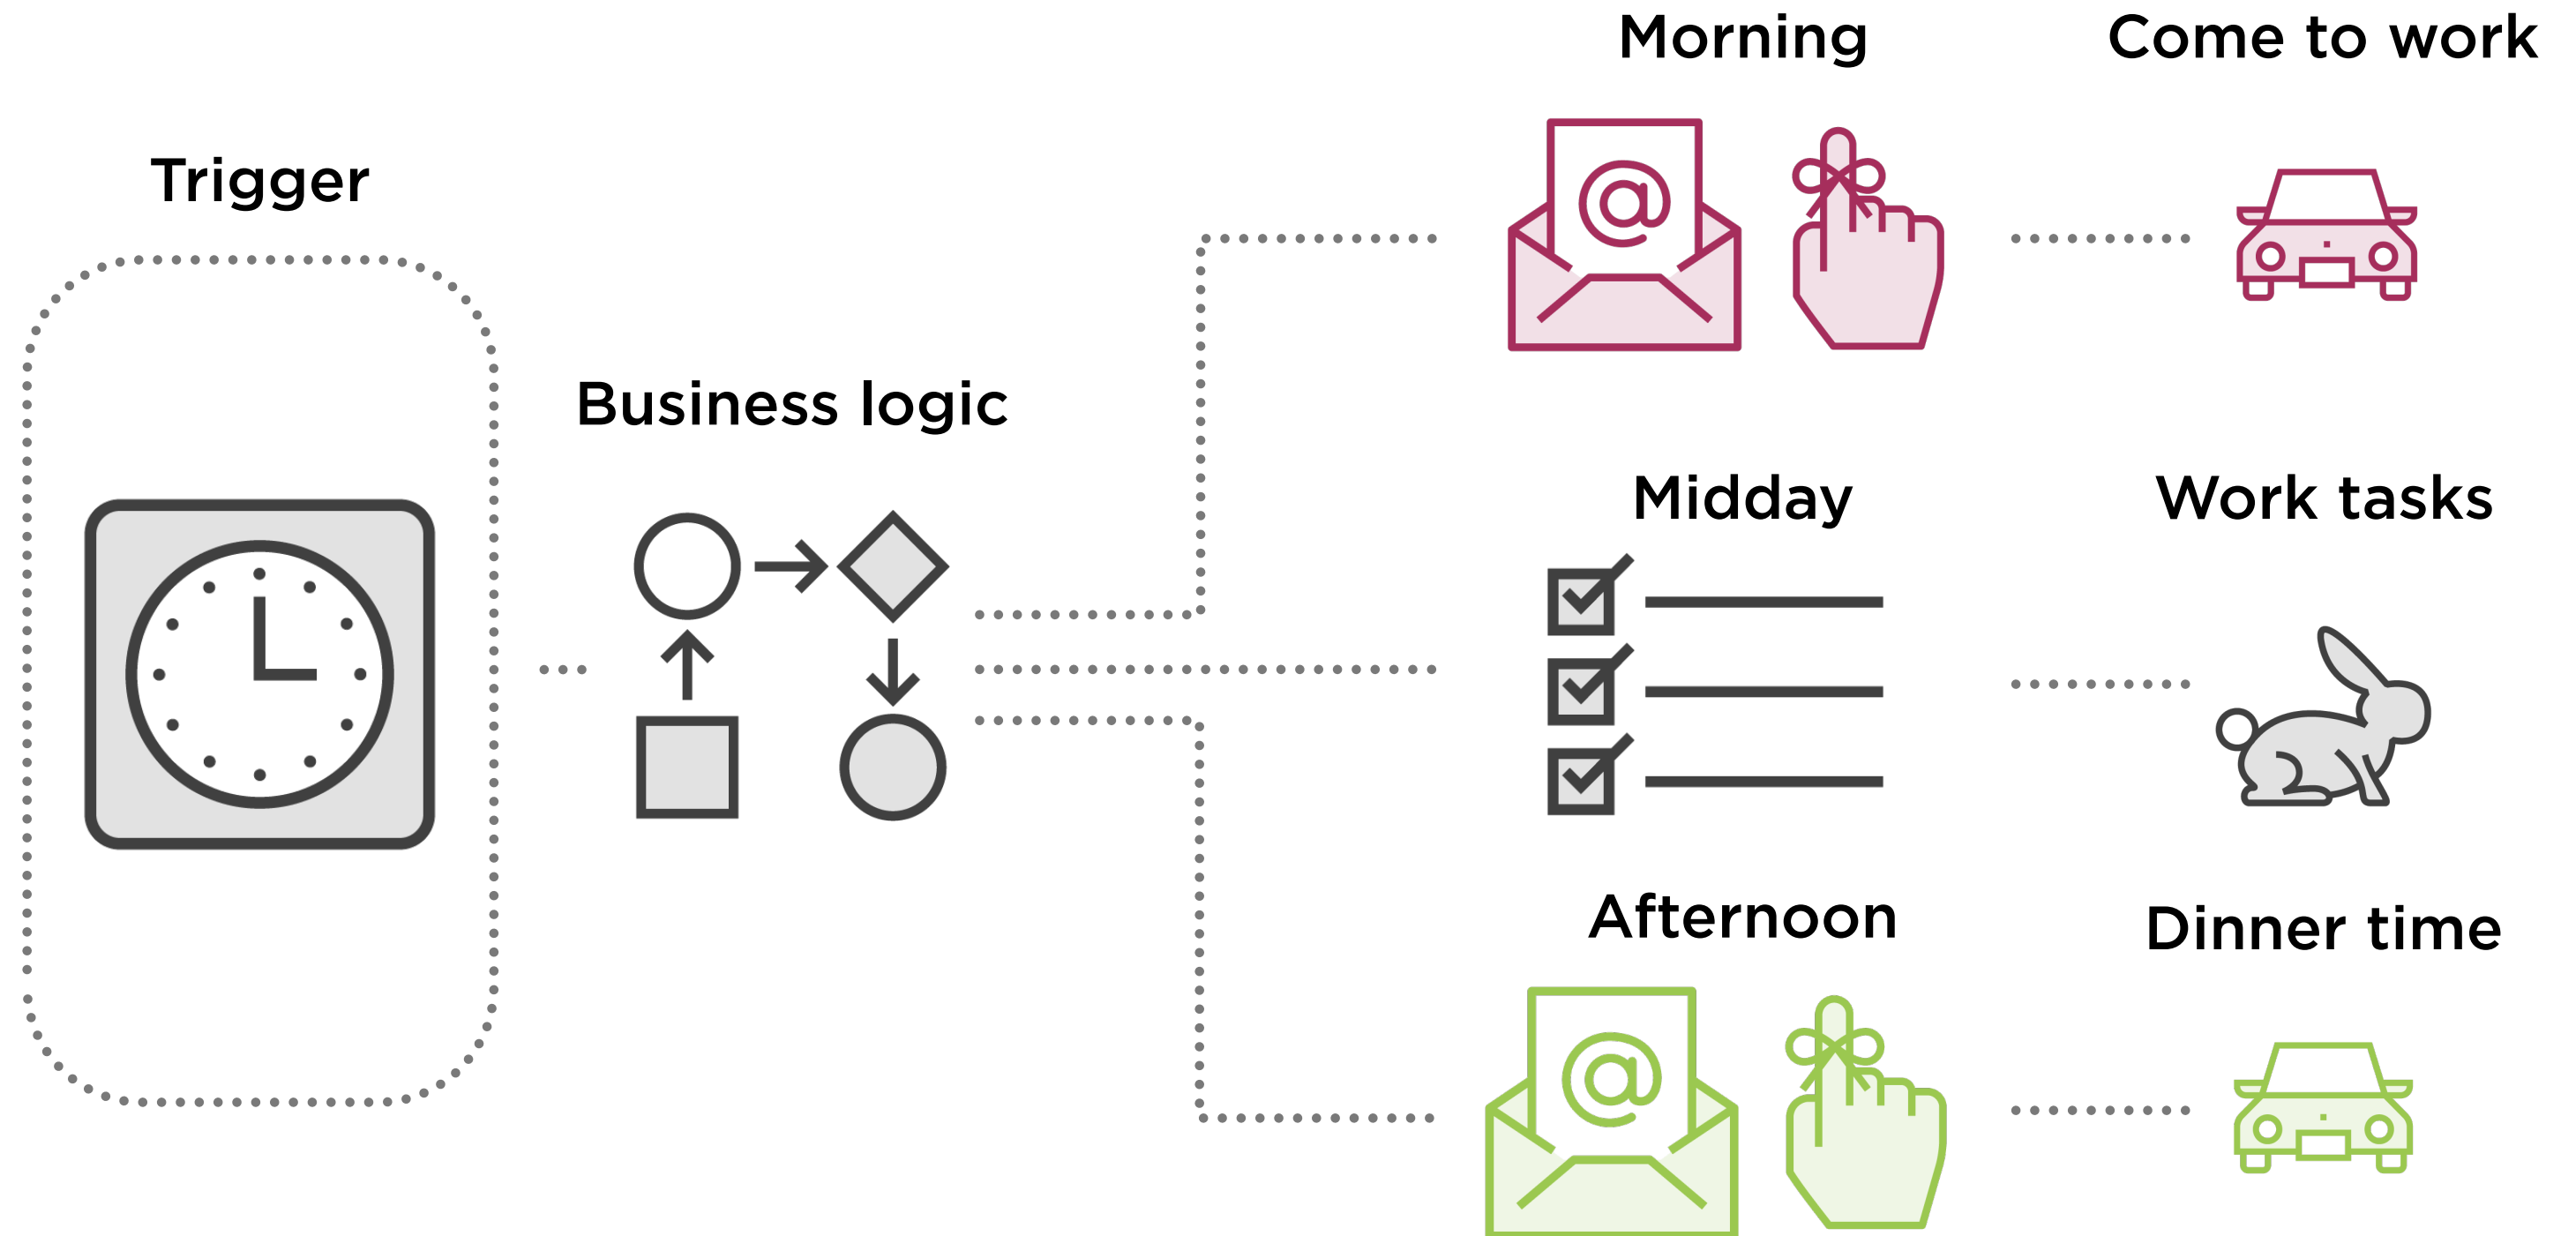 Morning
Come to work
Trigger
Business logic
Midday
Work tasks
Afternoon
Dinner time